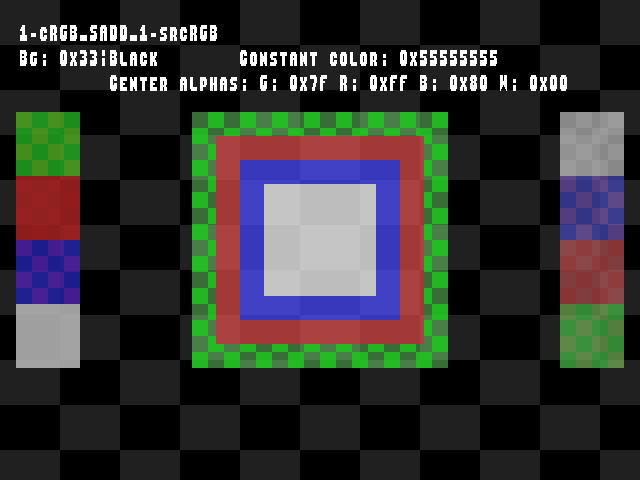 1-cRGB_SADD_1-srcRGB
Bg: 0x33¦Black Constant color: 0x55555555
Center alphas: G: 0x7f R: 0xff B: 0x80 W: 0x00